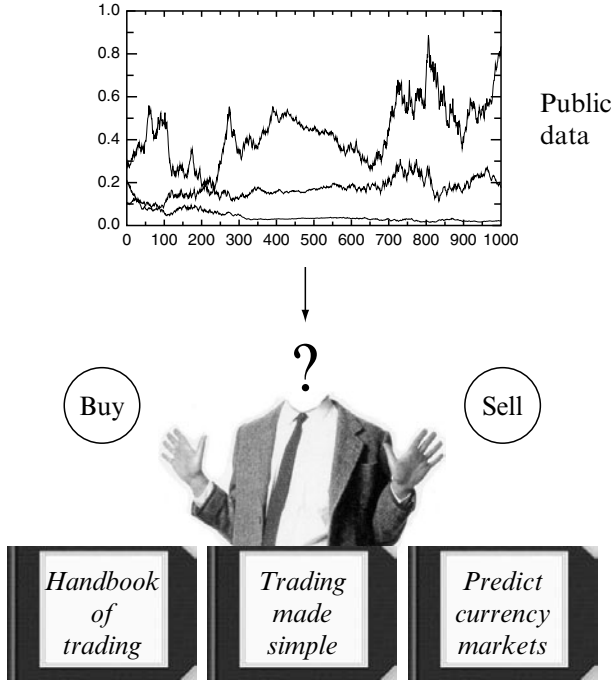 1.0
0.8
0.6
0.4
0.2
0.0
0 100 200 300 400 500 600 700 800 900 1000
Public
data
?
Buy
Sell
Handbook
of
trading
Trading
made
simple
Predict
currency
markets